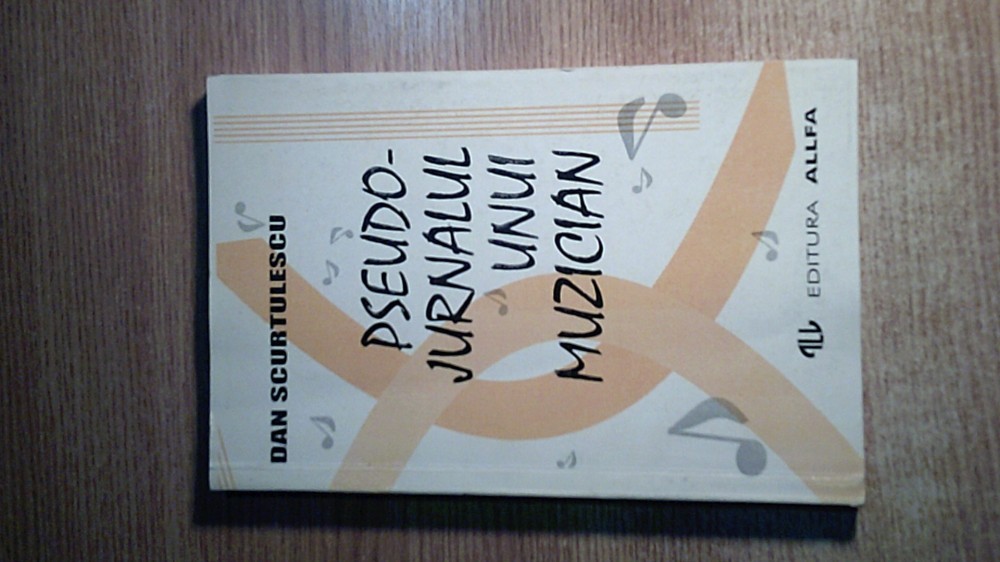 DAN SCURTULESCU
PSEUDO-
JURNALUL
UNUI
MUZICIAN
EDITURA ALLFA